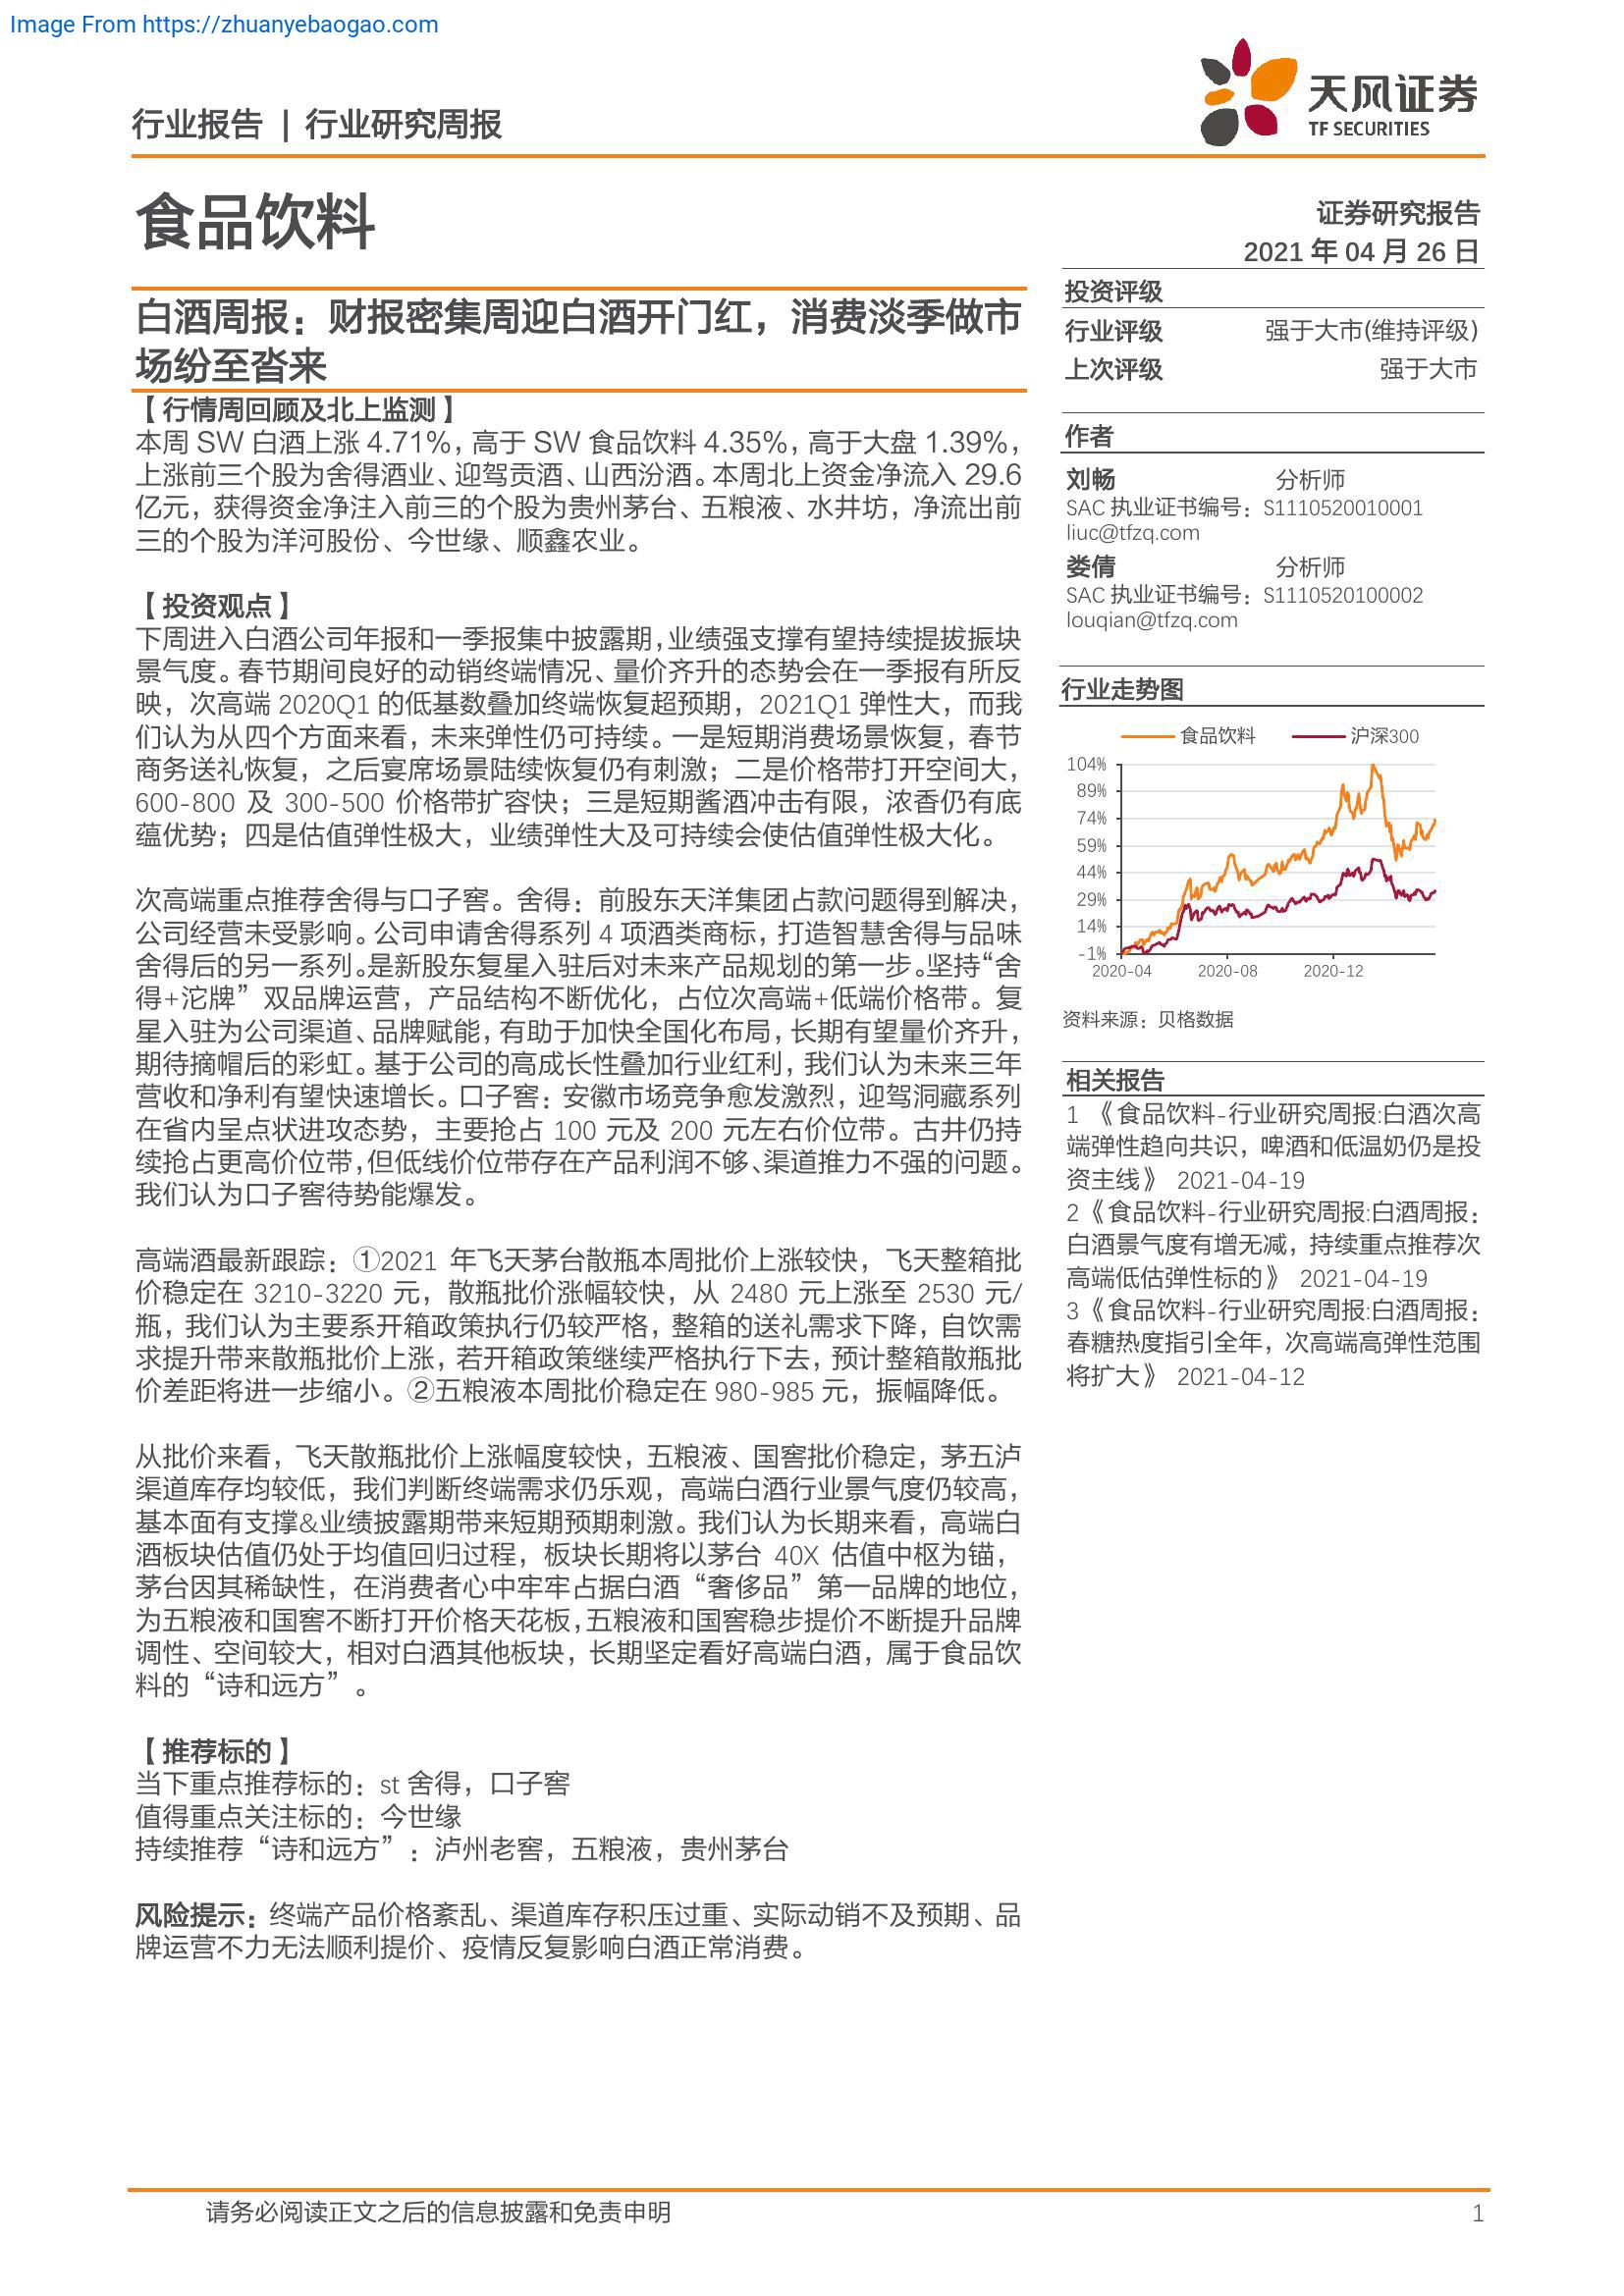 Image From https://zhuanyebaogao.com
行业报告 | 行业研究周报
天风证券
TF SECURITIES
食品饮料
证券研究报告
2021 年 04 月 26 日
白酒周报：财报密集周迎白酒开门红，消费淡季做市
场纷至沓来
【行情周回顾及北上监测】
本周 SW 白酒上涨 4.71%，高于 SW 食品饮料 4.35%，高于大盘 1.39%，
上涨前三个股为舍得酒业、迎驾贡酒、山西汾酒。本周北上资金净流入 29.6
亿元，获得资金净注入前三的个股为贵州茅台、五粮液、水井坊，净流出前
三的个股为洋河股份、今世缘、顺鑫农业。
【投资观点】
下周进入白酒公司年报和一季报集中披露期，业绩强支撑有望持续提拔振块
景气度。春节期间良好的动销终端情况、量价齐升的态势会在一季报有所反
映，次高端 2020Q1 的低基数叠加终端恢复超预期，2021Q1 弹性大，而我
们认为从四个方面来看，未来弹性仍可持续。一是短期消费场景恢复，春节
商务送礼恢复，之后宴席场景陆续恢复仍有刺激；二是价格带打开空间大，
600-800 及 300-500 价格带扩容快；三是短期酱酒冲击有限，浓香仍有底
蕴优势；四是估值弹性极大，业绩弹性大及可持续会使估值弹性极大化。
次高端重点推荐舍得与口子窖。舍得：前股东天洋集团占款问题得到解决，
公司经营未受影响。公司申请舍得系列 4 项酒类商标，打造智慧舍得与品味
舍得后的另一系列。是新股东复星入驻后对未来产品规划的第一步。坚持“舍
得+沱牌”双品牌运营，产品结构不断优化，占位次高端+低端价格带。复
星入驻为公司渠道、品牌赋能，有助于加快全国化布局，长期有望量价齐升，
期待摘帽后的彩虹。基于公司的高成长性叠加行业红利，我们认为未来三年
营收和净利有望快速增长。口子窖：安徽市场竞争愈发激烈，迎驾洞藏系列
在省内呈点状进攻态势，主要抢占 100 元及 200 元左右价位带。古井仍持
续抢占更高价位带，但低线价位带存在产品利润不够、渠道推力不强的问题。
我们认为口子窖待势能爆发。
高端酒最新跟踪：①2021 年飞天茅台散瓶本周批价上涨较快，飞天整箱批
价稳定在 3210-3220 元，散瓶批价涨幅较快，从 2480 元上涨至 2530 元/
瓶，我们认为主要系开箱政策执行仍较严格，整箱的送礼需求下降，自饮需
求提升带来散瓶批价上涨，若开箱政策继续严格执行下去，预计整箱散瓶批
价差距将进一步缩小。②五粮液本周批价稳定在 980-985 元，振幅降低。
从批价来看，飞天散瓶批价上涨幅度较快，五粮液、国窖批价稳定，茅五泸
渠道库存均较低，我们判断终端需求仍乐观，高端白酒行业景气度仍较高，
基本面有支撑&业绩披露期带来短期预期刺激。我们认为长期来看，高端白
酒板块估值仍处于均值回归过程，板块长期将以茅台 40X 估值中枢为锚，
茅台因其稀缺性，在消费者心中牢牢占据白酒“奢侈品”第一品牌的地位，
为五粮液和国窖不断打开价格天花板，五粮液和国窖稳步提价不断提升品牌
调性、空间较大，相对白酒其他板块，长期坚定看好高端白酒，属于食品饮
料的“诗和远方”。
【推荐标的】
当下重点推荐标的：st 舍得，口子窖
值得重点关注标的：今世缘
持续推荐“诗和远方”：泸州老窖，五粮液，贵州茅台
风险提示：终端产品价格紊乱、渠道库存积压过重、实际动销不及预期、品
牌运营不力无法顺利提价、疫情反复影响白酒正常消费。
投资评级
行业评级 强于大市(维持评级)
上次评级 强于大市
作者
刘畅 分析师
SAC 执业证书编号：S1110520010001
liuc@tfzq.com
娄倩 分析师
SAC 执业证书编号：S1110520100002
louqian@tfzq.com
行业走势图
食品饮料 沪深300
104%
89%
74%
59%
44%
29%
14%
-1%
2020-04 2020-08 2020-12
资料来源：贝格数据
相关报告
1 《食品饮料-行业研究周报:白酒次高
端弹性趋向共识，啤酒和低温奶仍是投
资主线》 2021-04-19
2《食品饮料-行业研究周报:白酒周报：
白酒景气度有增无减，持续重点推荐次
高端低估弹性标的》 2021-04-19
3《食品饮料-行业研究周报:白酒周报：
春糖热度指引全年，次高端高弹性范围
将扩大》 2021-04-12
请务必阅读正文之后的信息披露和免责申明 1